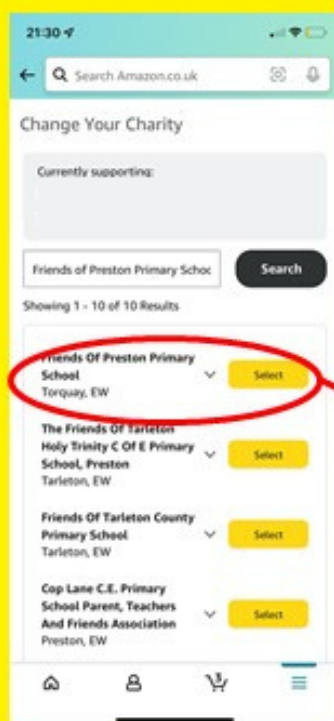 21:30
Search Amazon.co.uk
Change Your Charity
Currently supporting:
Friends of Preston Primary Schoc
Search
Showing 1 - 10 of 10 Results
Friends Of Preston Primary
School
Torquay, EW
Select
The Friends Of Tarleton
Holy Trinity C Of E Primary
School, Preston
Tarleton, EW
Select
Friends Of Tarleton County
Primary School
Tarleton, EW
Select
Cop Lane C.E. Primary
School Parent, Teachers
And Friends Association
Preston, EW
Select
3